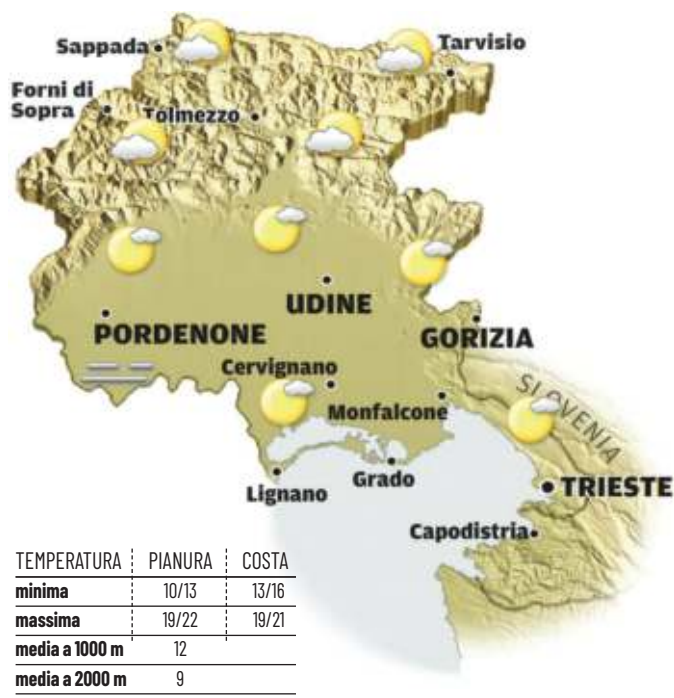 Sappada
Tarvisio
Forni di
Sopra
Tolmezzo
UDINE
PORDENONE
GORIZIA
Cervignano
SLOVENIA
Monfalcone
Grado
Lignano
TRIESTE
Capodistria
TEMPERATURA PIANURA COSTA
minima 10/13 13/16
massima 19/22 19/21
media a 1000 m 12
media a 2000 m 9